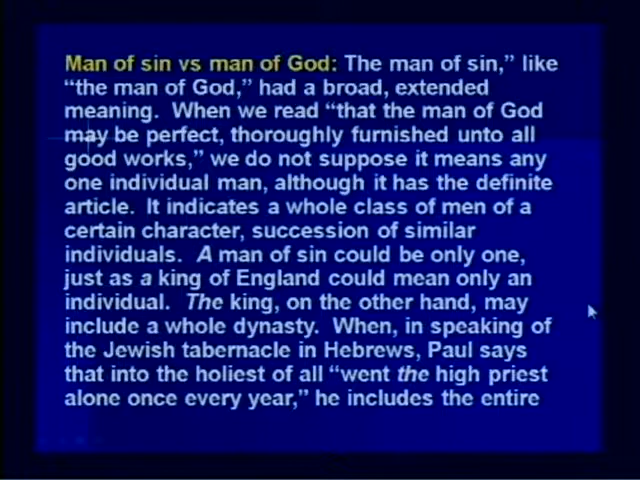 Man of sin vs man of God: The man of sin,” like
“the man of God,” had a broad, extended
meaning. When we read “that the man of God
may be perfect, thoroughly furnished unto all
good works,” we do not suppose it means any
one individual man, although it has the definite
article. It indicates a whole class of men of a
certain character, succession of similar
individuals. A man of sin could be only one,
just as a king of England could mean only an
individual. The king, on the other hand, may
include a whole dynasty. When, in speaking of
the Jewish tabernacle in Hebrews, Paul says
that into the holiest of all “went the high priest
alone once every year,” he includes the entire